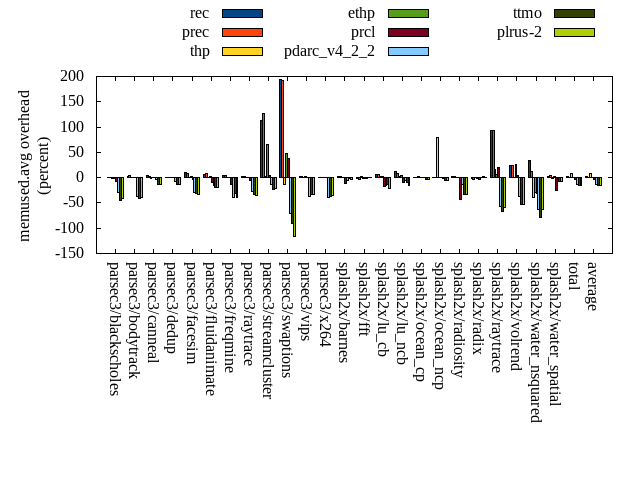 rec
prec
thp
ethp
prcl
pdarc_v4_2_2
ttmo
plrus-2
memused.avg overhead
(percent)
200
150
100
50
0
-50
-100
-150
parsec3/blackscholes
parsec3/bodytrack
parsec3/canneal
parsec3/dedup
parsec3/facesim
parsec3/fluidanimate
parsec3/freqmine
parsec3/raytrace
parsec3/streamcluster
parsec3/swaptions
parsec3/vips
parsec3/x264
splash2x/barnes
splash2x/fft
splash2x/lu_cb
splash2x/lu_ncb
splash2x/ocean_cp
splash2x/ocean_ncp
splash2x/radiosity
splash2x/radix
splash2x/raytrace
splash2x/volrend
splash2x/water_nsquared
splash2x/water_spatial
total
average